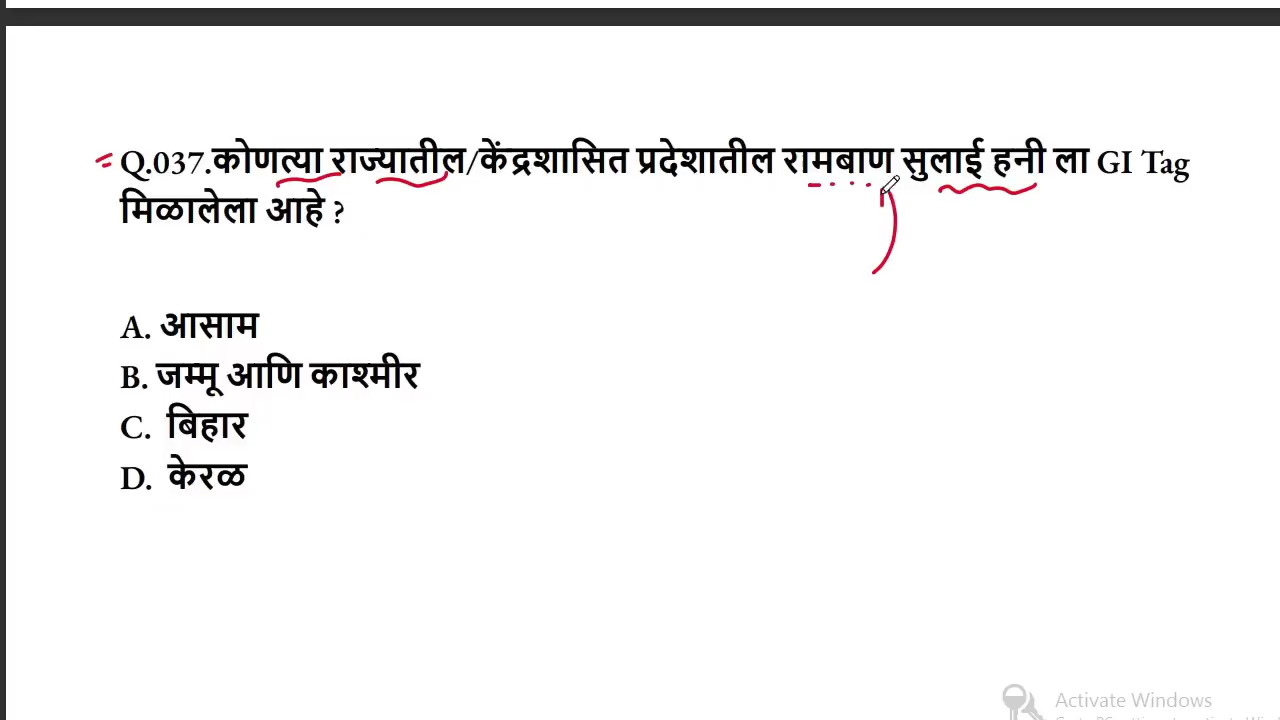 Q.037.कोणत्या राज्यातील/केंद्रशासित प्रदेशातील रामबाण सुलाई हनी ला GI Tag
मिळालेला आहे ?
A. आसाम
B. जम्मू आणि काश्मीर
C. बिहार
D. केरळ
Activate Windows